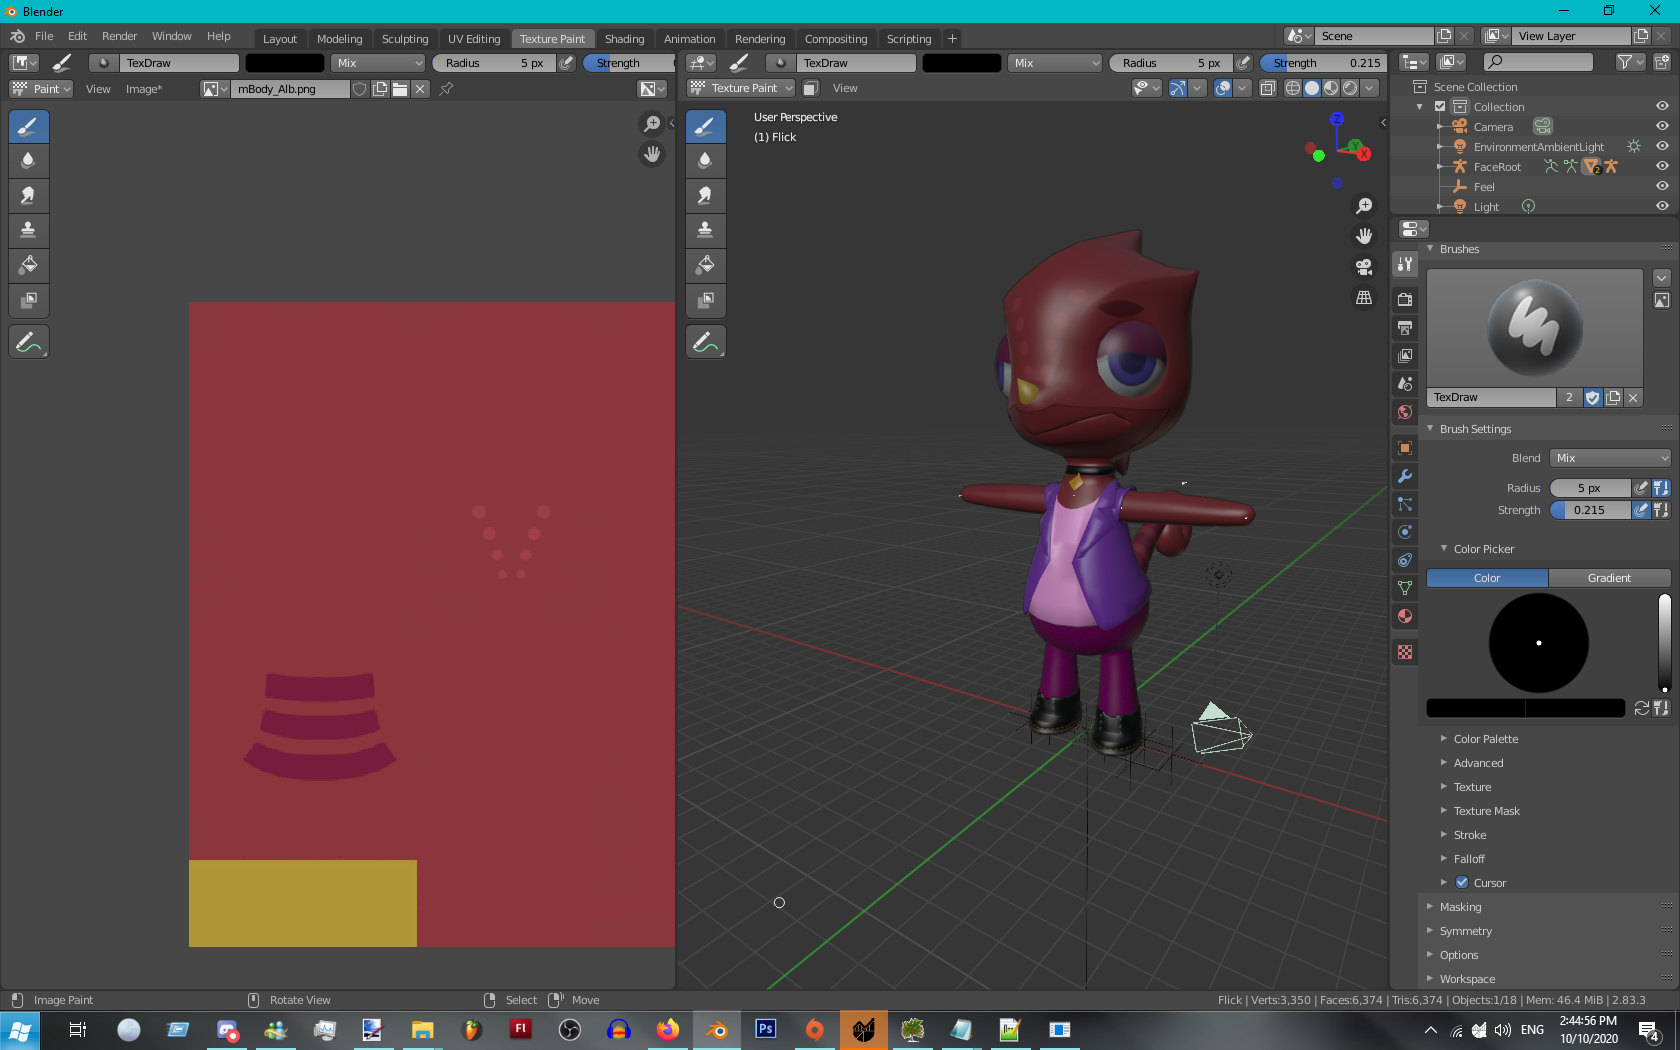 Blender
File Edit Render Window Help Layout Modeling Sculpting UV Editing Texture Paint Shading Animation Rendering Compositing Scripting + Scene View Layer
TexDraw Mix Radius 5 px Strength
TexDraw Mix Radius 5 px Strength 0.215
Paint View Image* mBody_Alb.png
Texture Paint View
User Perspective
(1) Flick
Z
Y
X
Scene Collection
Collection
Camera
EnvironmentAmbientLight
FaceRoot 2
Feel
Light
Brushes
TexDraw 2
Brush Settings
Blend Mix
Radius 5 px
Strength 0.215
Color Picker
Color Gradient
Color Palette
Advanced
Texture
Texture Mask
Stroke
Falloff
Cursor
Masking
Symmetry
Options
Workspace
Image Paint Rotate View Select Move Flick | Verts:3,350 | Faces:6,374 | Tris:6,374 | Objects:1/18 | Mem: 46.4 MiB | 2.83.3
Fl Ps ENG 2:44:56 PM
10/10/2020 4